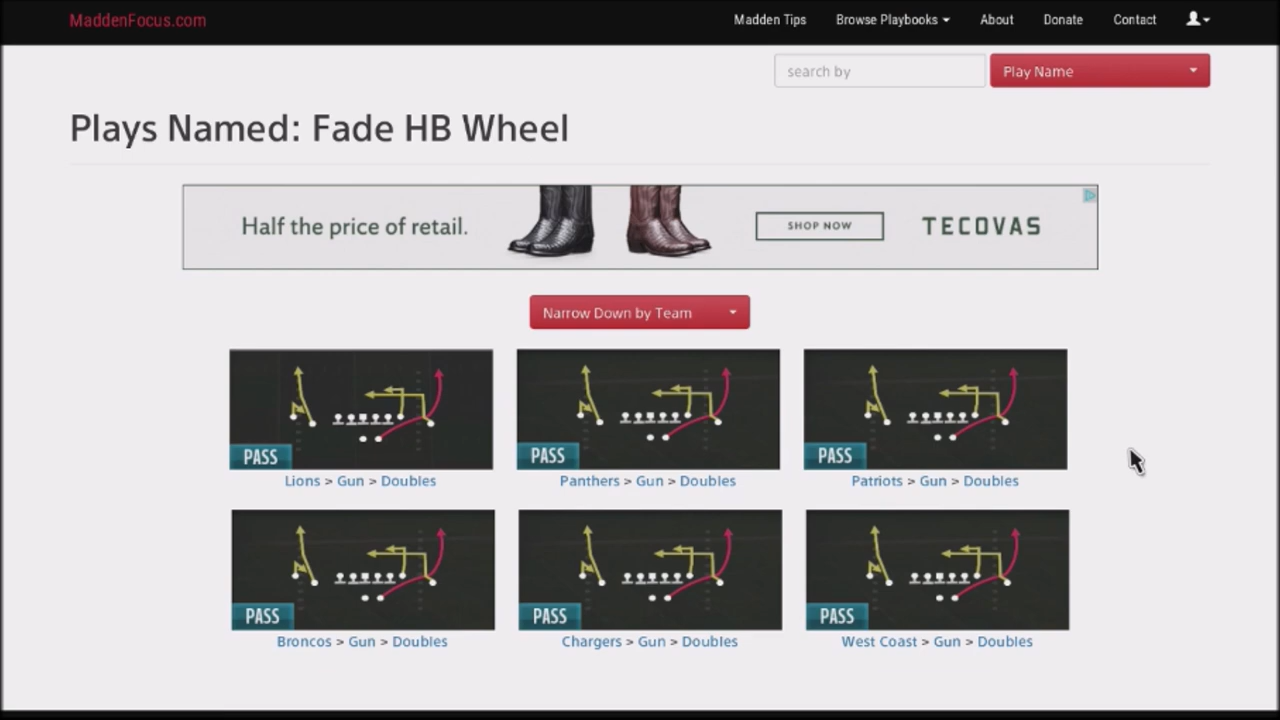 MaddenFocus.com
Madden Tips Browse Playbooks About Donate Contact
search by Play Name
Plays Named: Fade HB Wheel
Half the price of retail. SHOP NOW TECOVAS
Narrow Down by Team
PASS PASS PASS
Lions > Gun > Doubles Panthers > Gun > Doubles Patriots > Gun > Doubles
PASS PASS PASS
Broncos > Gun > Doubles Chargers > Gun > Doubles West Coast > Gun > Doubles